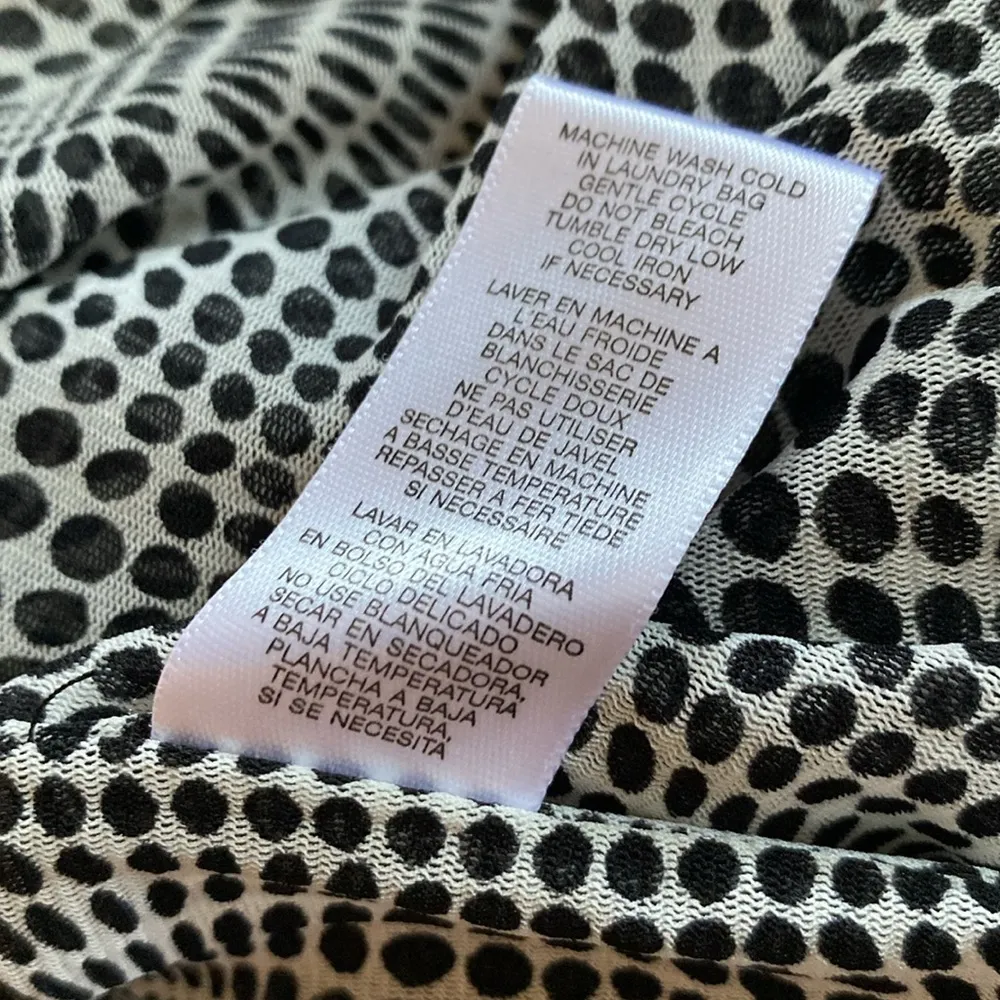 MACHINE WASH COLD
IN LAUNDRY BAG
GENTLE CYCLE
DO NOT BLEACH
TUMBLE DRY LOW
COOL IRON
IF NECESSARY
LAVER EN MACHINE A
L'EAU FROIDE
DANS LE SAC DE
BLANCHISSERIE
CYCLE DOUX
NE PAS UTILISER
D'EAU DE JAVEL
SECHAGE EN MACHINE
A BASSE TEMPERATURE
REPASSER A FER TIEDE
SI NECESSAIRE
LAVAR EN LAVADORA
CON AGUA FRIA
EN BOLSO DEL LAVADERO
CICLO DELICADO
NO USE BLANQUEADOR
SECAR EN SECADORA,
A BAJA TEMPERATURA
PLANCHA A BAJA
TEMPERATURA,
SI SE NECESITA